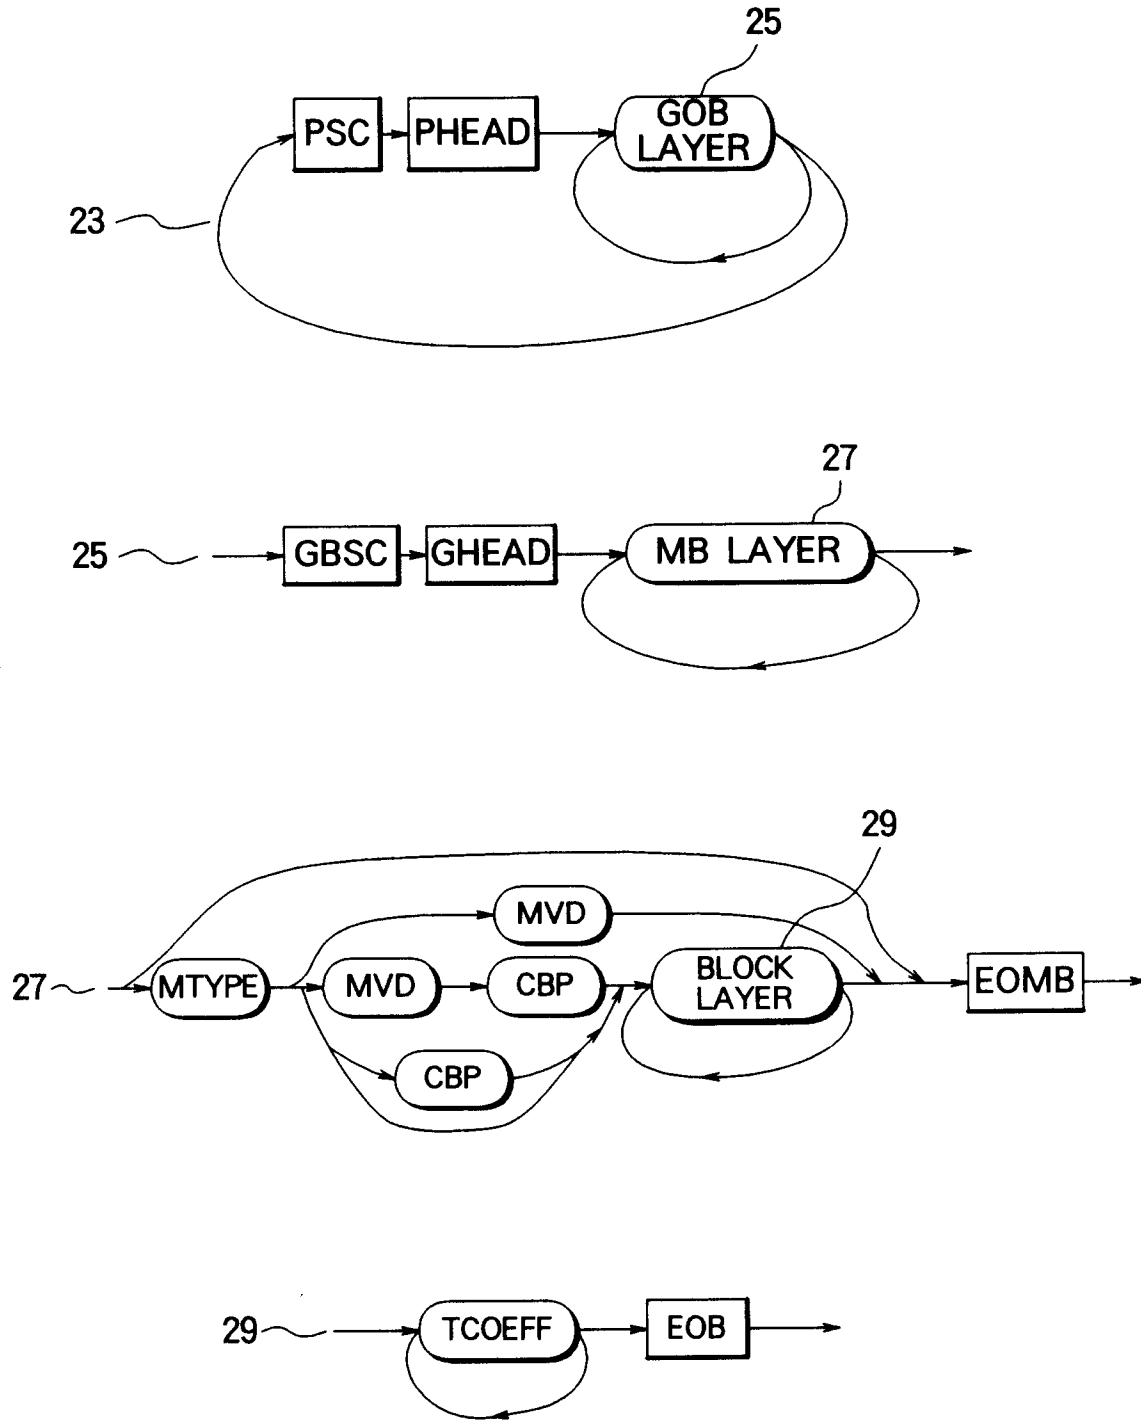 25
PSC
PHEAD
GOB
LAYER
23
27
25
GBSC
GHEAD
MB LAYER
29
MVD
27
MTYPE
MVD
CBP
BLOCK
LAYER
EOMB
CBP
29
TCOEFF
EOB